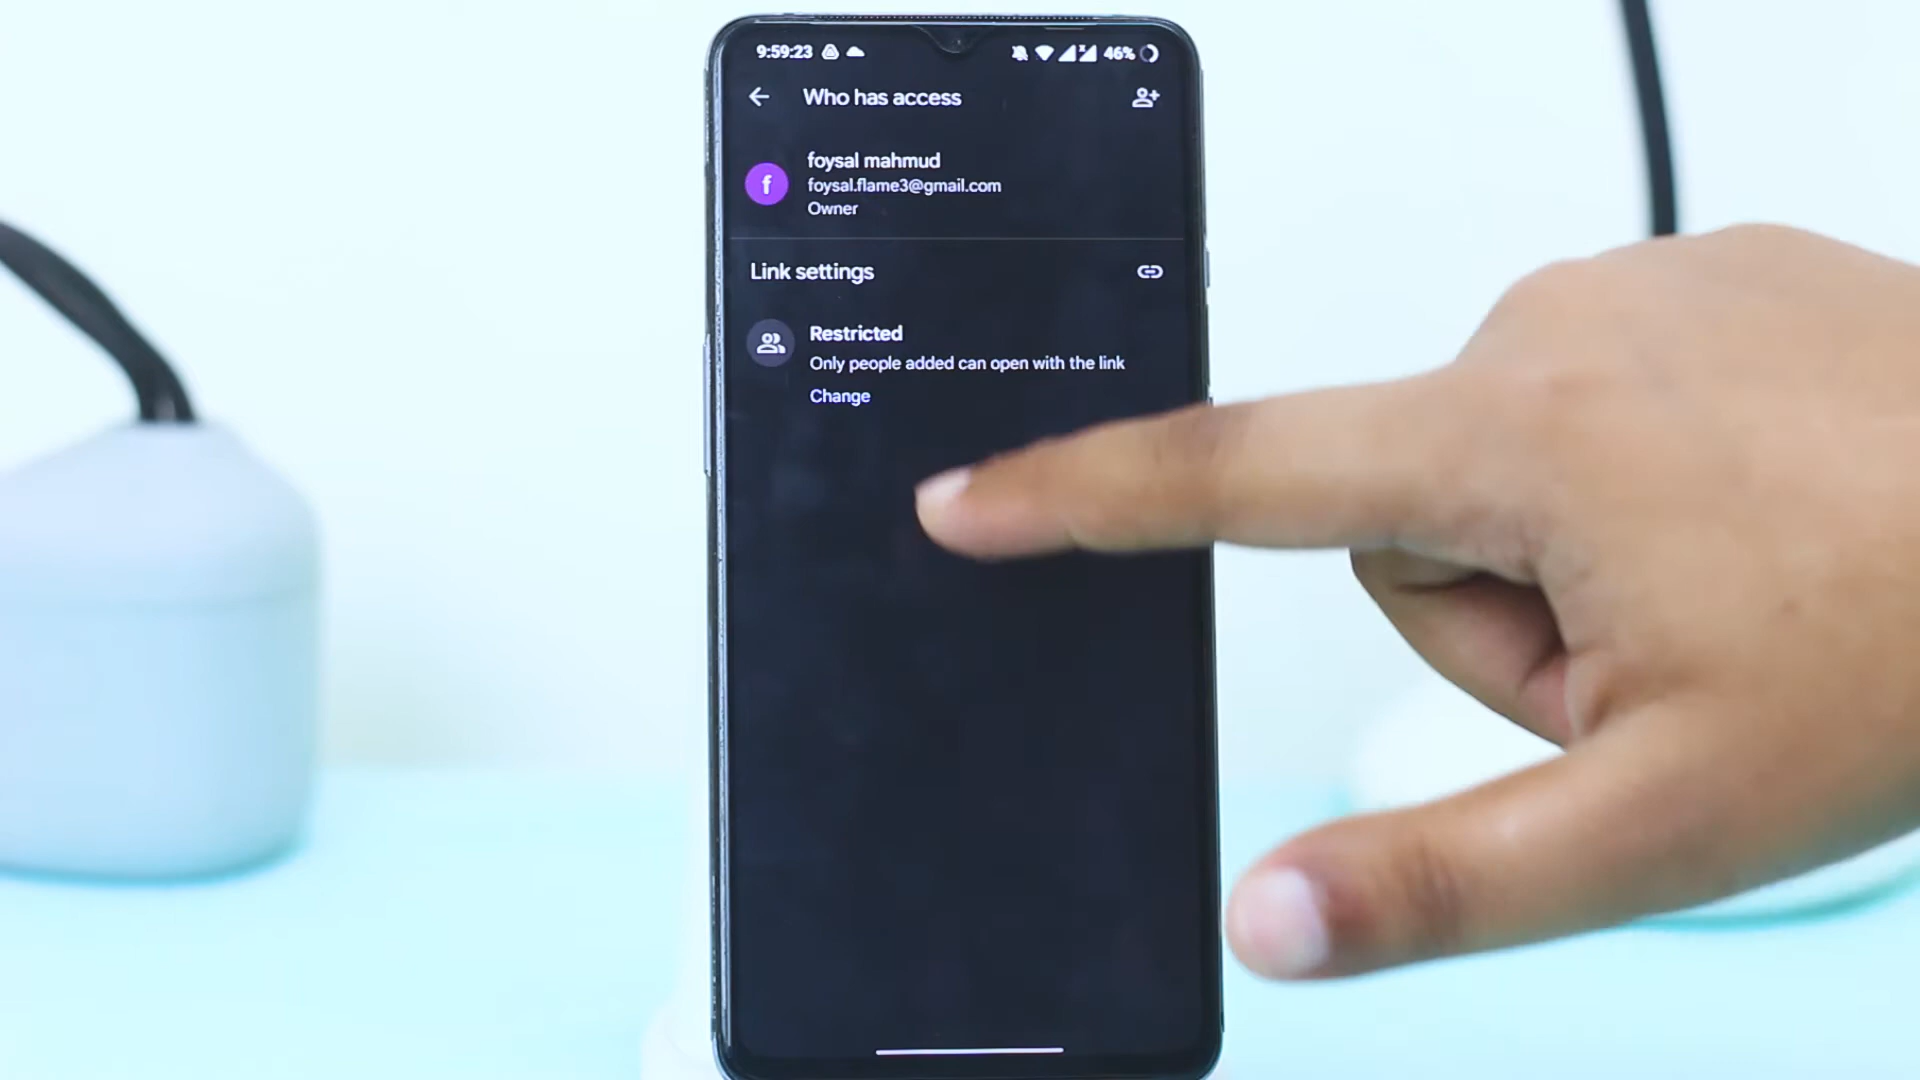 9:59:23 46%
Who has access
f
foysal mahmud
foysal.flame3@gmail.com
Owner
Link settings
Restricted
Only people added can open with the link
Change